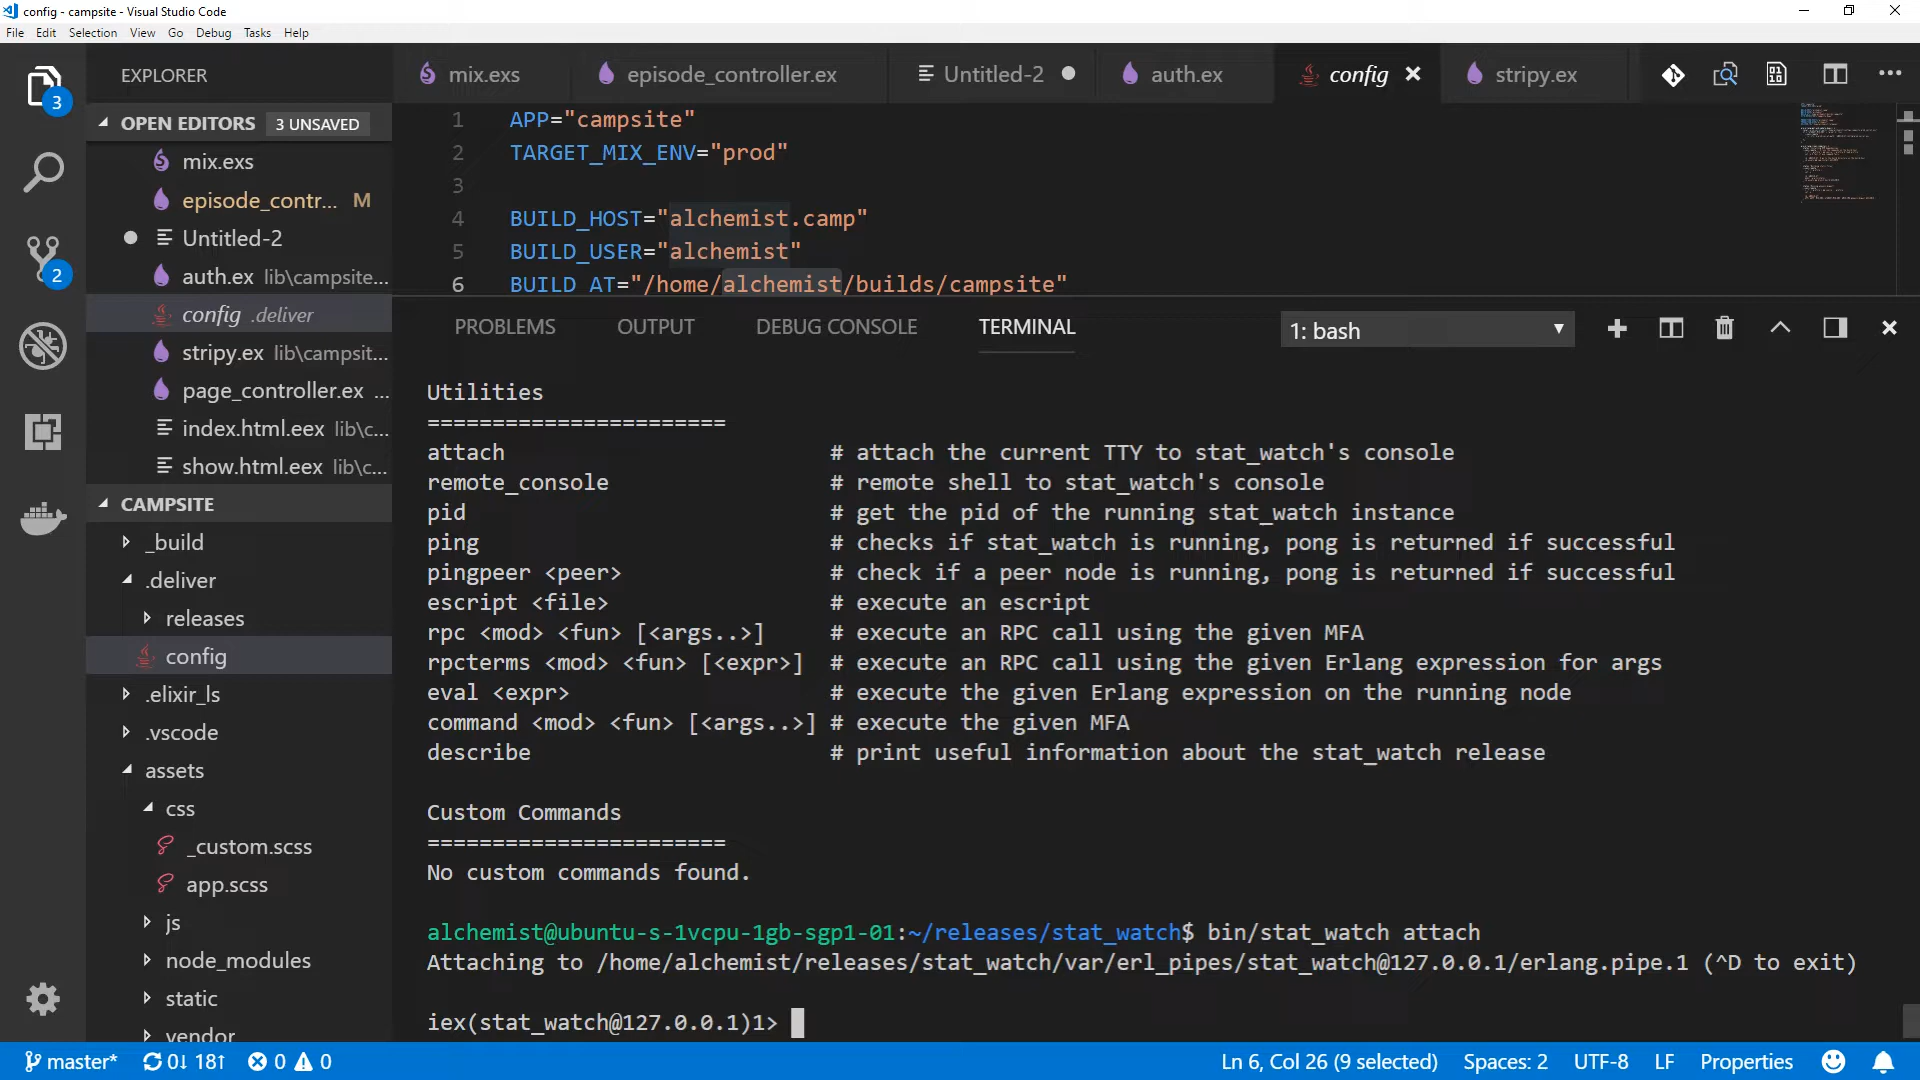 config - campsite - Visual Studio Code
File Edit Selection View Go Debug Tasks Help
EXPLORER
3
OPEN EDITORS 3 UNSAVED
mix.exs
episode_contr... M
Untitled-2
auth.ex lib\campsite...
config .deliver
stripy.ex lib\campsit...
page_controller.ex ...
index.html.eex lib\c...
show.html.eex lib\c...
2
CAMPSITE
_build
.deliver
releases
config
.elixir_ls
.vscode
assets
css
_custom.scss
app.scss
js
node_modules
static
vendor
mix.exs episode_controller.ex Untitled-2 auth.ex config stripy.ex
1 APP="campsite"
2 TARGET_MIX_ENV="prod"
3
4 BUILD_HOST="alchemist.camp"
5 BUILD_USER="alchemist"
6 BUILD_AT="/home/alchemist/builds/campsite"
PROBLEMS OUTPUT DEBUG CONSOLE TERMINAL 1: bash
Utilities
=======================
attach # attach the current TTY to stat_watch's console
remote_console # remote shell to stat_watch's console
pid # get the pid of the running stat_watch instance
ping # checks if stat_watch is running, pong is returned if successful
pingpeer <peer> # check if a peer node is running, pong is returned if successful
escript <file> # execute an escript
rpc <mod> <fun> [<args..>] # execute an RPC call using the given MFA
rpcterms <mod> <fun> [<expr>] # execute an RPC call using the given Erlang expression for args
eval <expr> # execute the given Erlang expression on the running node
command <mod> <fun> [<args..>] # execute the given MFA
describe # print useful information about the stat_watch release
Custom Commands
=======================
No custom commands found.
alchemist@ubuntu-s-1vcpu-1gb-sgp1-01:~/releases/stat_watch$ bin/stat_watch attach
Attaching to /home/alchemist/releases/stat_watch/var/erl_pipes/stat_watch@127.0.0.1/erlang.pipe.1 (^D to exit)
iex(stat_watch@127.0.0.1)1>
master* 0↓ 18↑ 0 0 Ln 6, Col 26 (9 selected) Spaces: 2 UTF-8 LF Properties